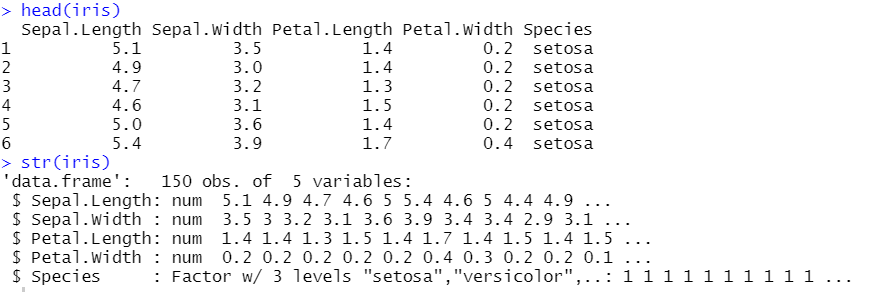 > head(iris)
  Sepal.Length Sepal.Width Petal.Length Petal.Width Species
1          5.1         3.5          1.4         0.2  setosa
2          4.9         3.0          1.4         0.2  setosa
3          4.7         3.2          1.3         0.2  setosa
4          4.6         3.1          1.5         0.2  setosa
5          5.0         3.6          1.4         0.2  setosa
6          5.4         3.9          1.7         0.4  setosa
> str(iris)
'data.frame':   150 obs. of  5 variables:
 $ Sepal.Length: num  5.1 4.9 4.7 4.6 5 5.4 4.6 5 4.4 4.9 ...
 $ Sepal.Width : num  3.5 3 3.2 3.1 3.6 3.9 3.4 3.4 2.9 3.1 ...
 $ Petal.Length: num  1.4 1.4 1.3 1.5 1.4 1.7 1.4 1.5 1.4 1.5 ...
 $ Petal.Width : num  0.2 0.2 0.2 0.2 0.2 0.4 0.3 0.2 0.2 0.1 ...
 $ Species     : Factor w/ 3 levels "setosa","versicolor",..: 1 1 1 1 1 1 1 1 1 1 ...